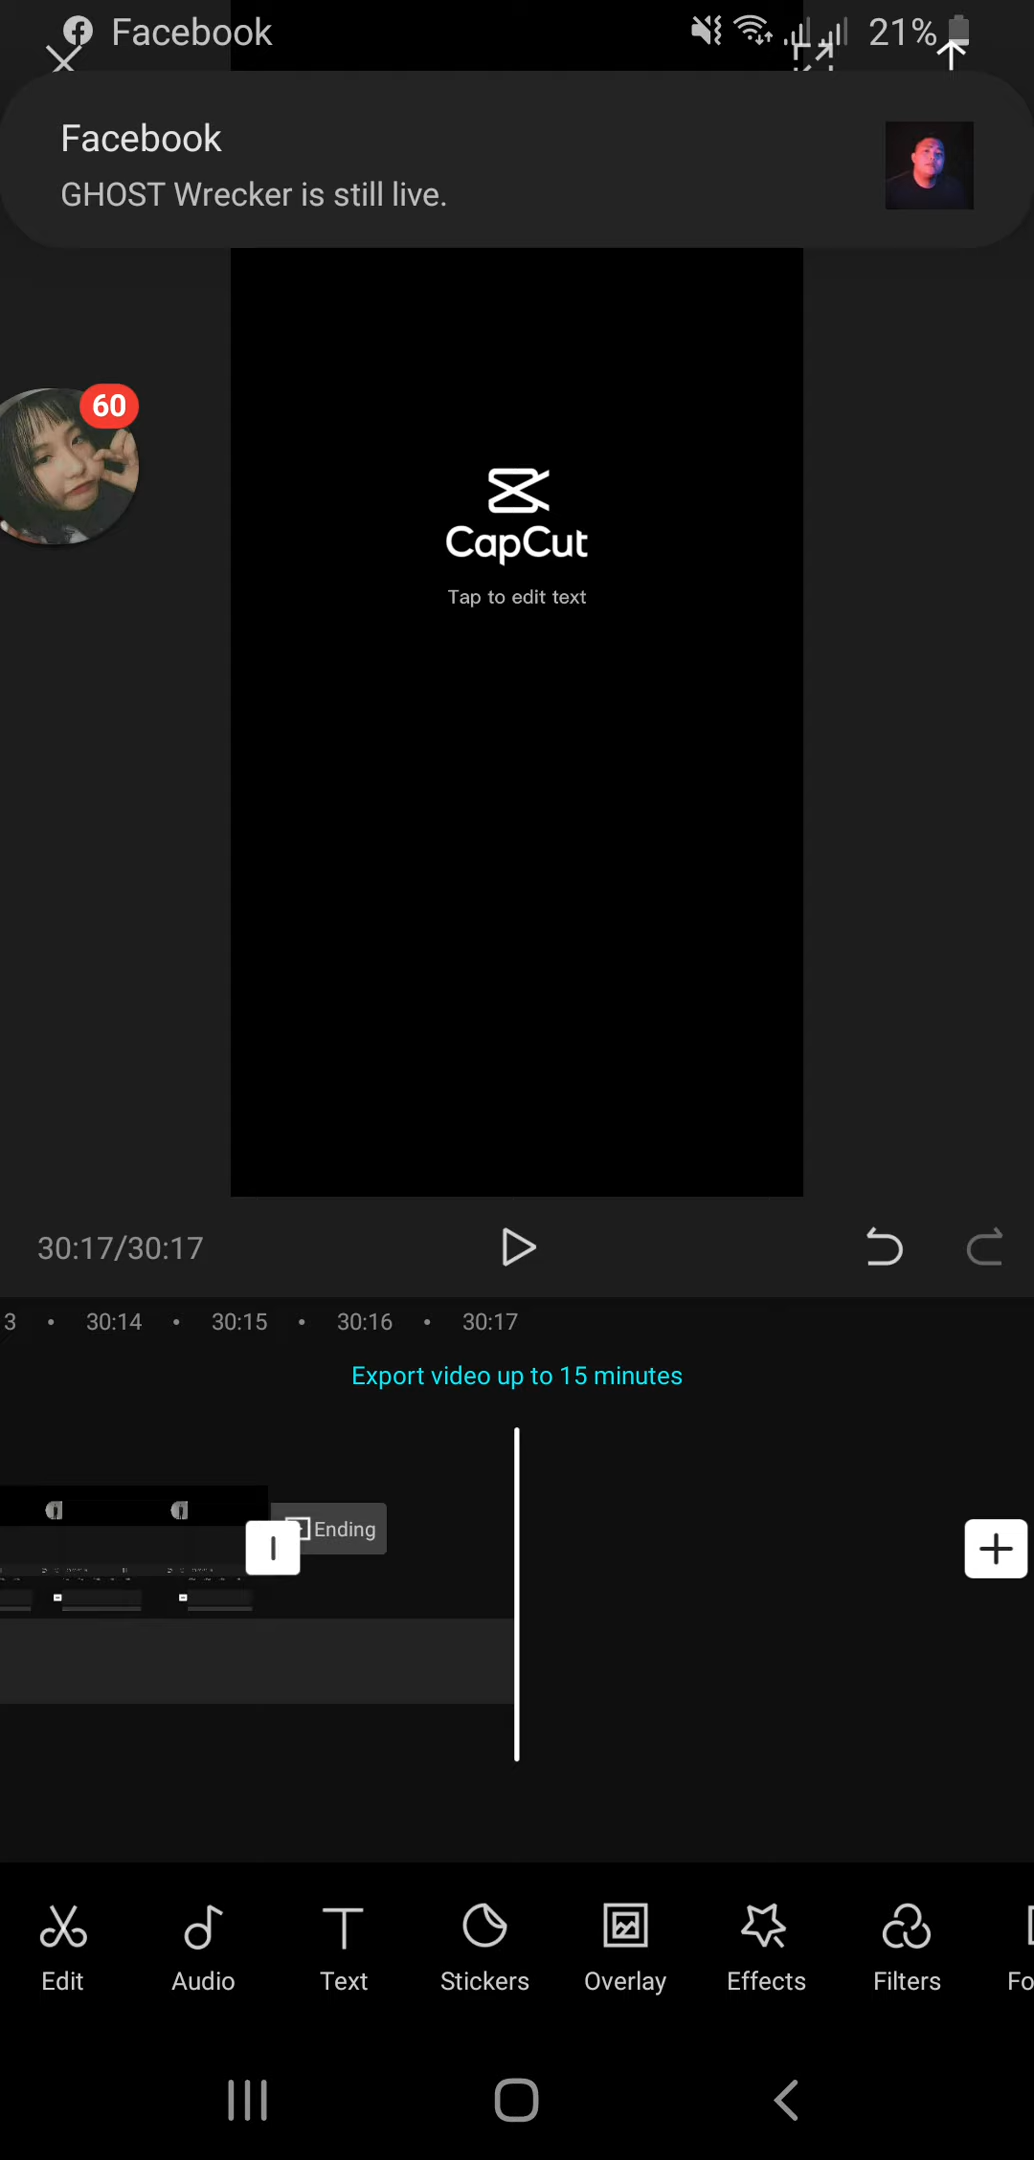 Facebook
21%
Facebook
GHOST Wrecker is still live.
60
CapCut
Tap to edit text
30:17/30:17
3 • 30:14 • 30:15 • 30:16 • 30:17
Export video up to 15 minutes
Ending
Edit Audio Text Stickers Overlay Effects Filters Fo